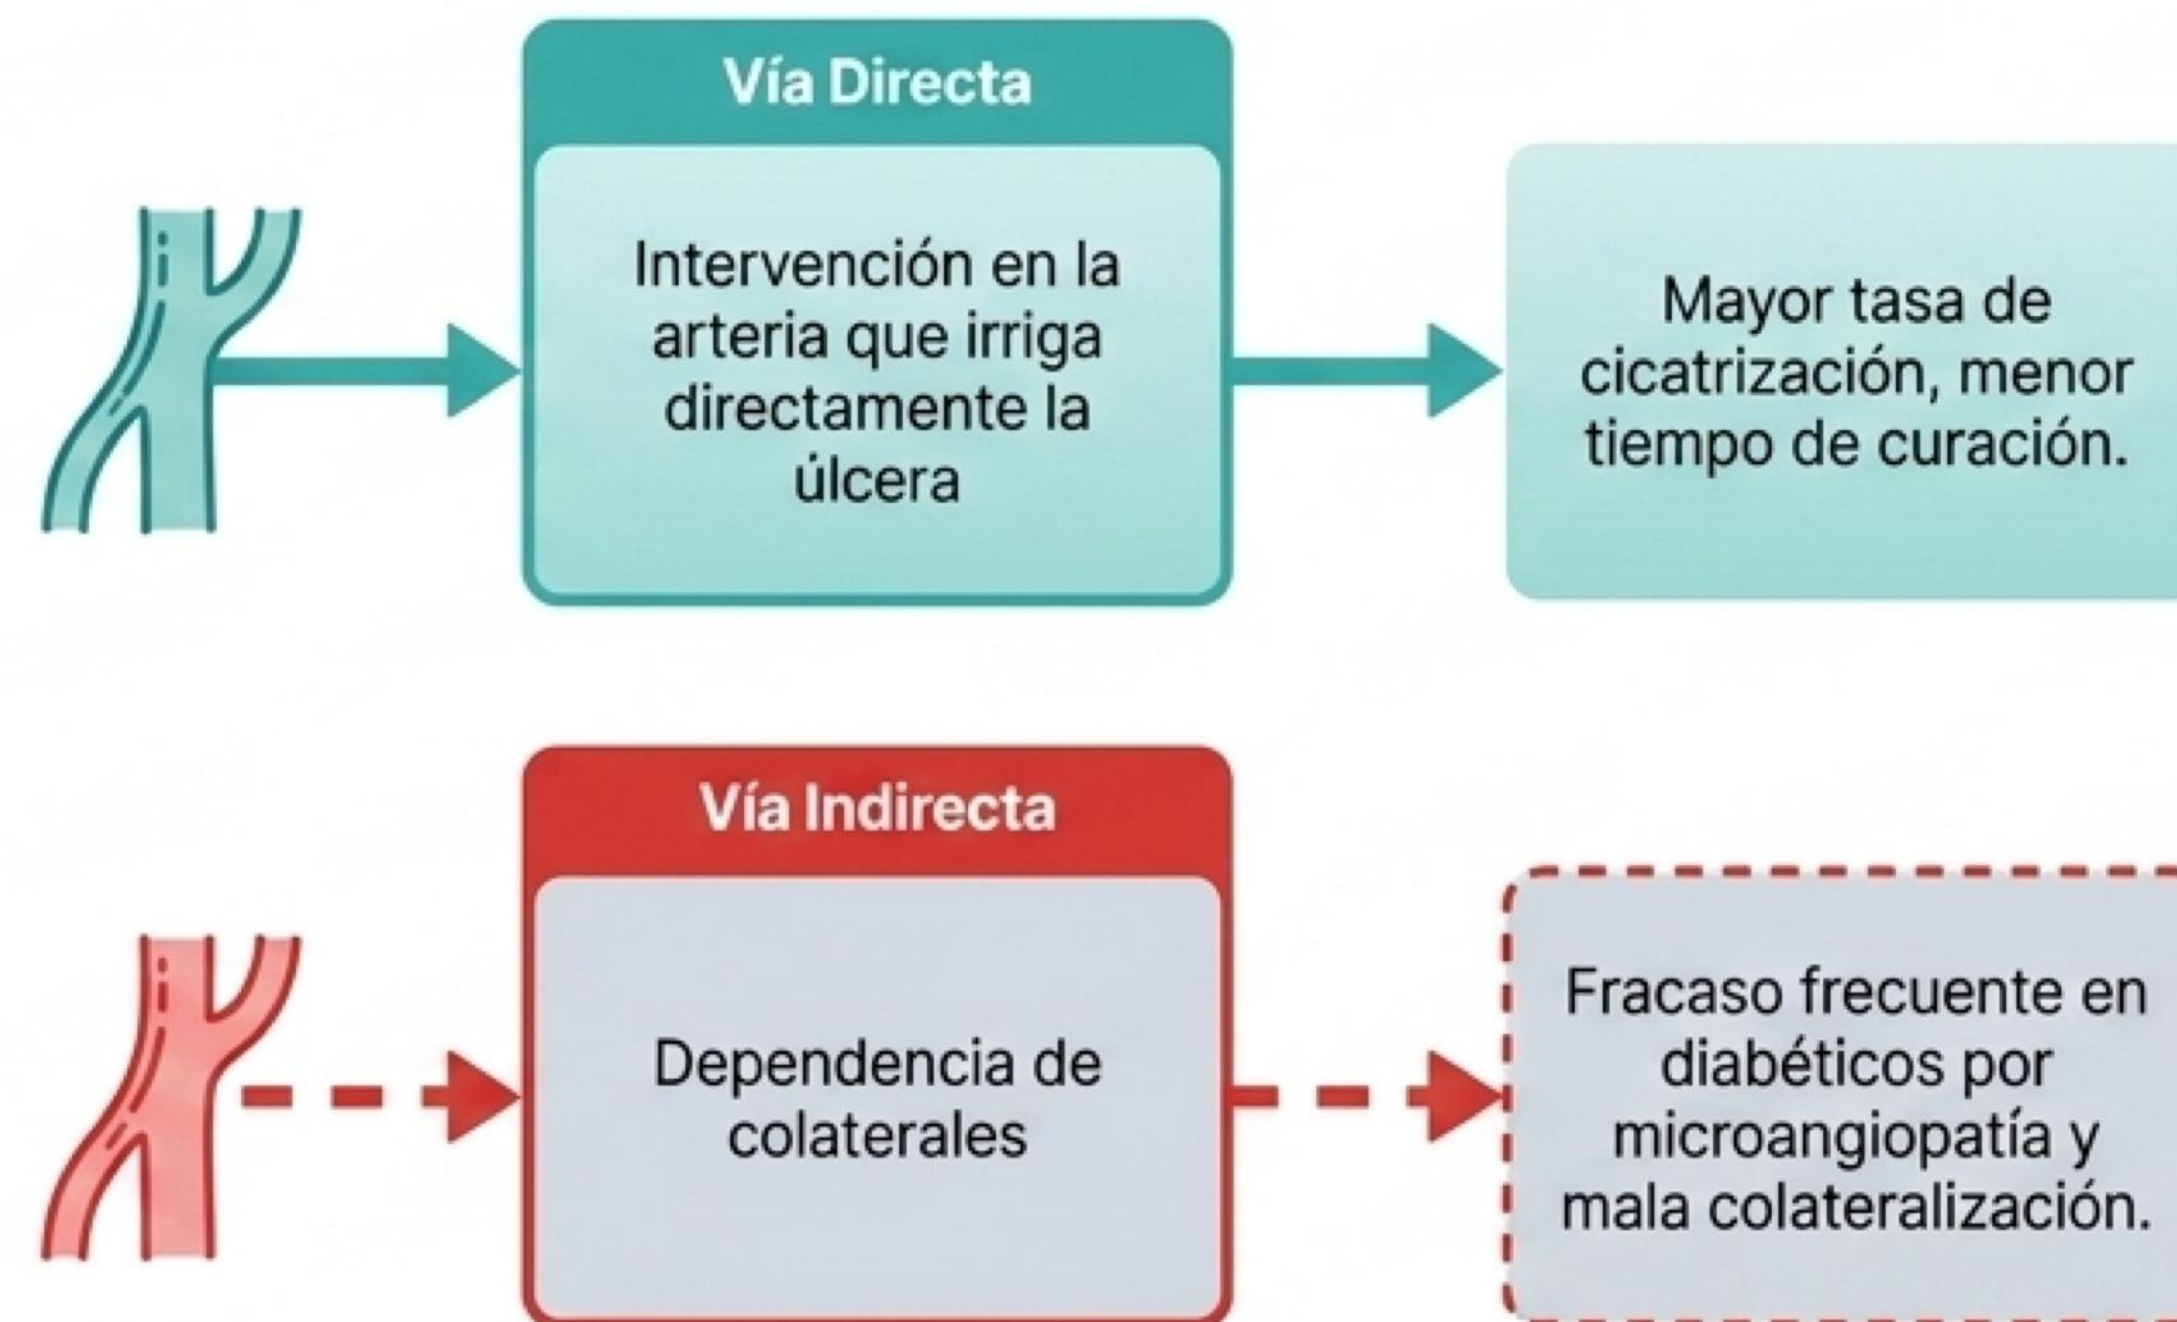 Vía Directa
Intervención en la
arteria que irriga
directamente la
úlcera
Mayor tasa de
cicatrización, menor
tiempo de curación.
Vía Indirecta
Dependencia de
colaterales
Fracaso frecuente en
diabéticos por
microangiopatía y
mala colateralización.